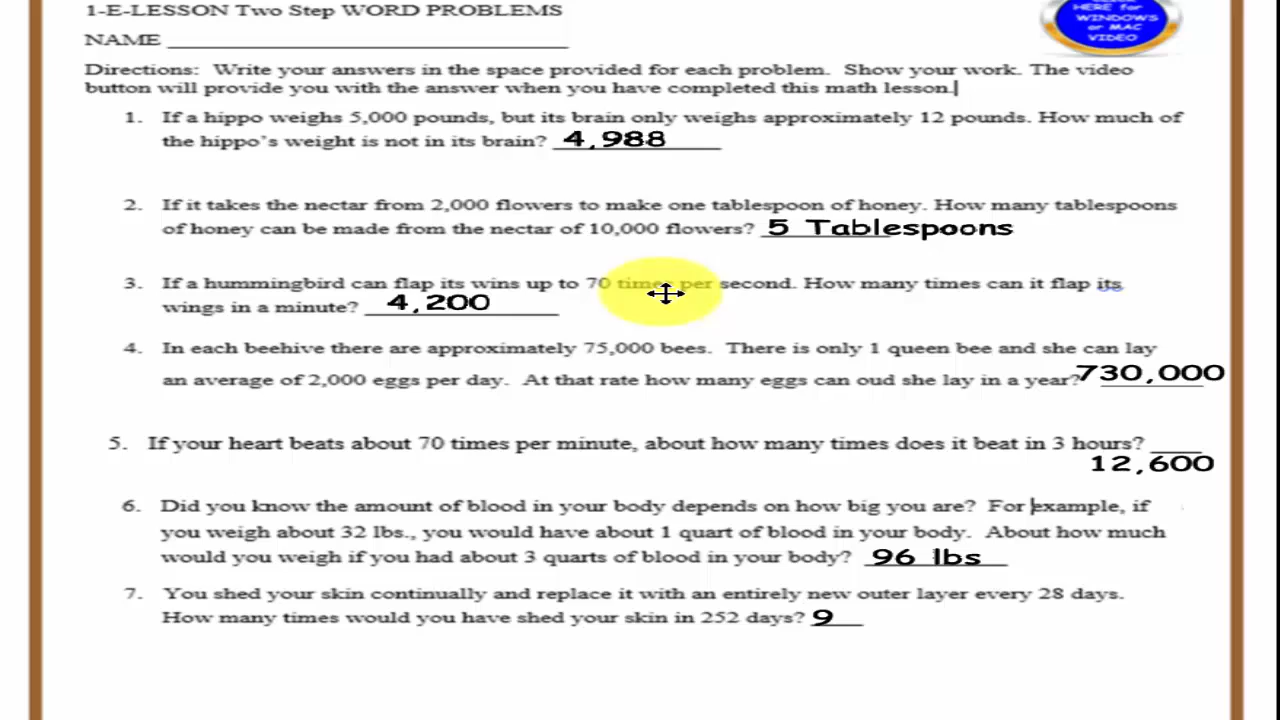 1-E-LESSON Two Step WORD PROBLEMS
HERE for
WINDOWS
or MAC
VIDEO
NAME
Directions: Write your answers in the space provided for each problem. Show your work. The video
button will provide you with the answer when you have completed this math lesson.
1. If a hippo weighs 5,000 pounds, but its brain only weighs approximately 12 pounds. How much of
the hippo's weight is not in its brain? 4,988
2. If it takes the nectar from 2,000 flowers to make one tablespoon of honey. How many tablespoons
of honey can be made from the nectar of 10,000 flowers? 5 Tablespoons
3. If a hummingbird can flap its wins up to 70 times per second. How many times can it flap its
wings in a minute? 4,200
4. In each beehive there are approximately 75,000 bees. There is only 1 queen bee and she can lay
an average of 2,000 eggs per day. At that rate how many eggs can oud she lay in a year? 730,000
5. If your heart beats about 70 times per minute, about how many times does it beat in 3 hours?
12,600
6. Did you know the amount of blood in your body depends on how big you are? For example, if
you weigh about 32 lbs., you would have about 1 quart of blood in your body. About how much
would you weigh if you had about 3 quarts of blood in your body? 96 lbs
7. You shed your skin continually and replace it with an entirely new outer layer every 28 days.
How many times would you have shed your skin in 252 days? 9